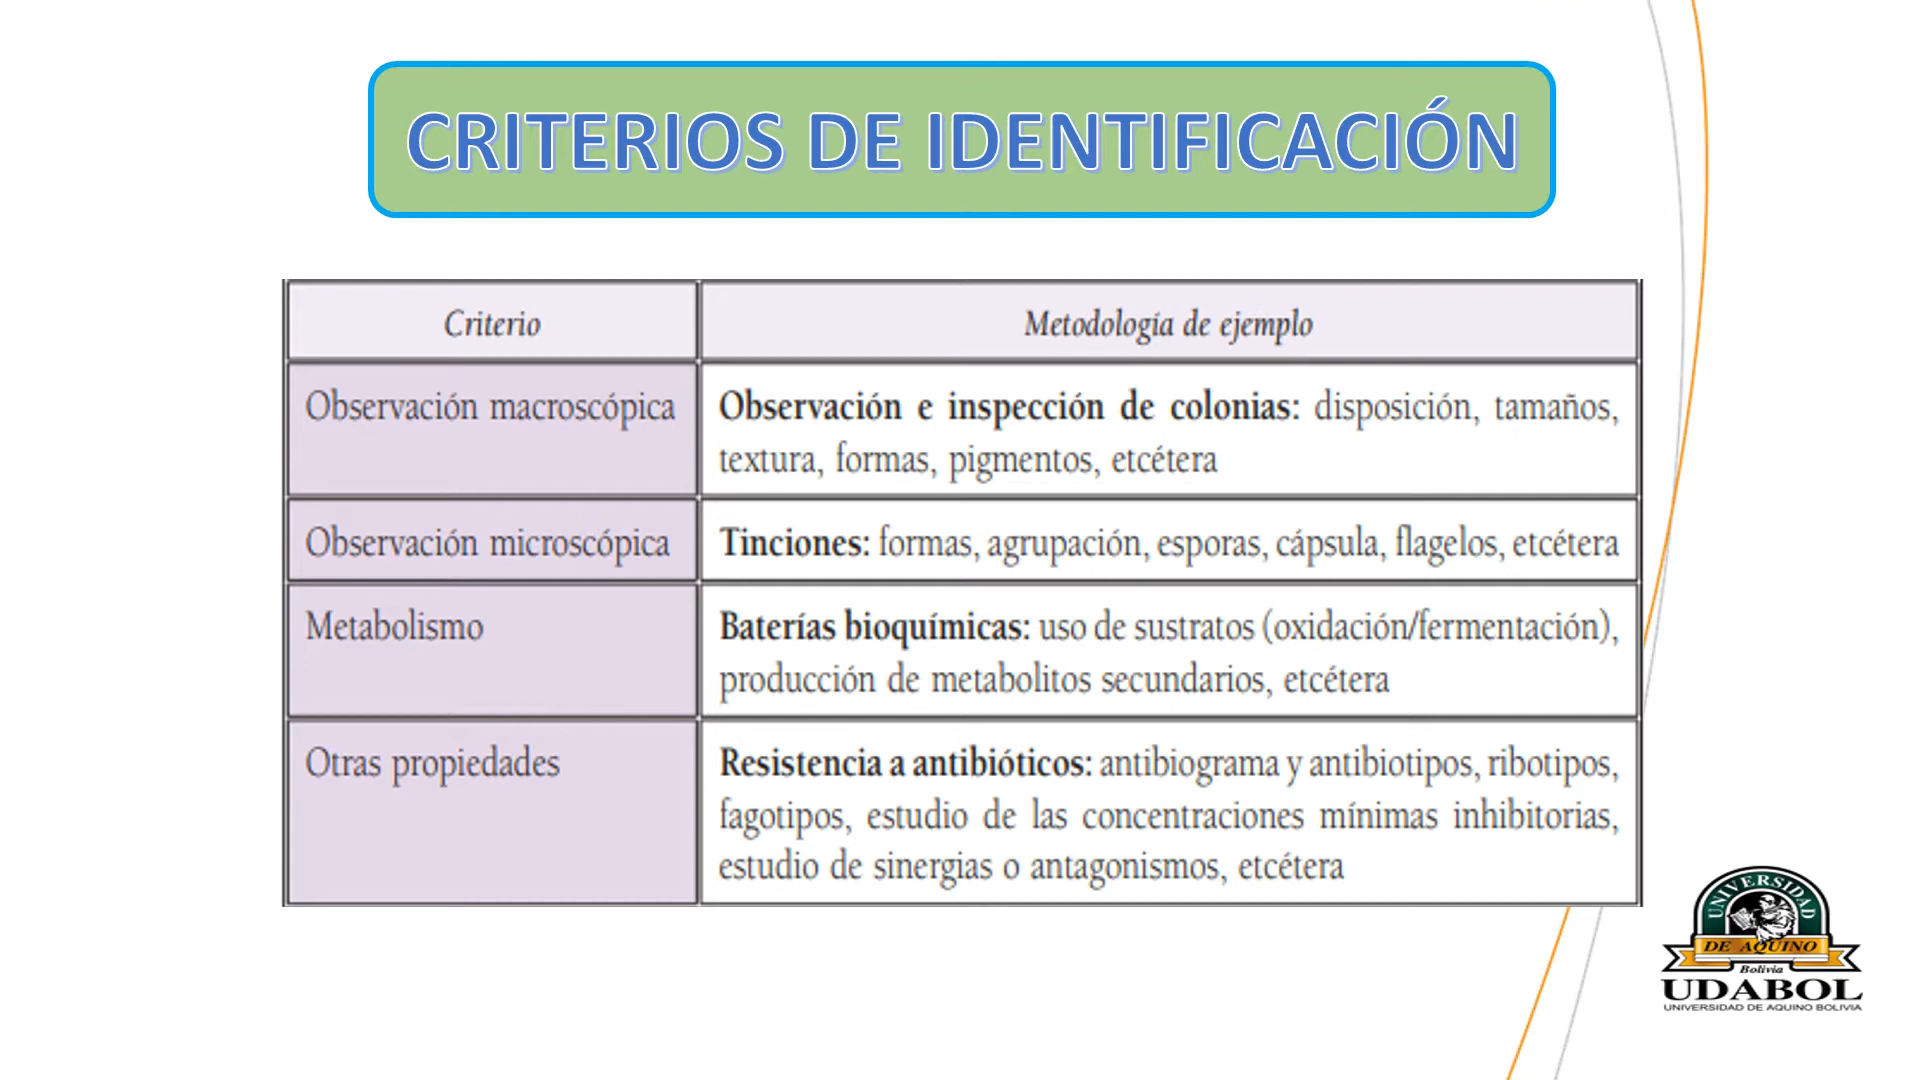 CRITERIOS DE IDENTIFICACIÓN
Criterio
Metodología de ejemplo
Observación macroscópica
Observación e inspección de colonias: disposición, tamaños,
textura, formas, pigmentos, etcétera
Observación microscópica
Tinciones: formas, agrupación, esporas, cápsula, flagelos, etcétera
Metabolismo
Baterías bioquímicas: uso de sustratos (oxidación/fermentación),
producción de metabolitos secundarios, etcétera
Otras propiedades
Resistencia a antibióticos: antibiograma y antibiotipos, ribotipos,
fagotipos, estudio de las concentraciones mínimas inhibitorias,
estudio de sinergias o antagonismos, etcétera
UNIVERSIDAD
DE AQUINO
Bolivia
UDABOL
UNIVERSIDAD DE AQUINO BOLIVIA